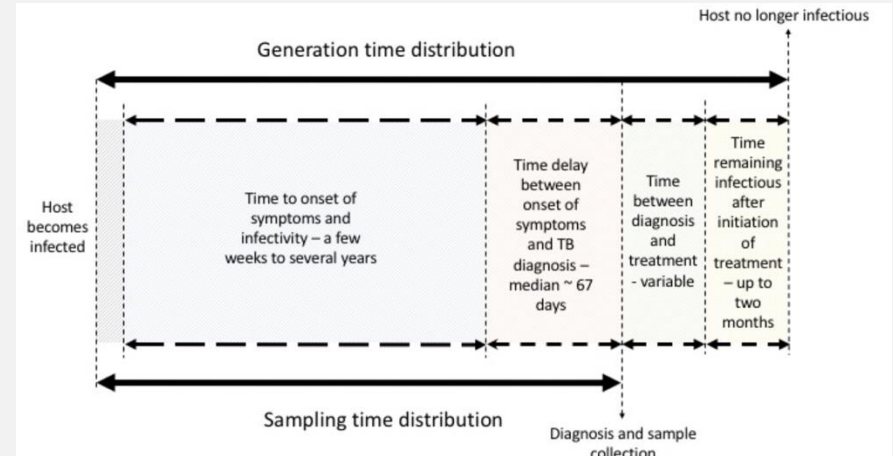 Host no longer infectious
Generation time distribution
Host
becomes
infected
Time to onset of
symptoms and
infectivity – a few
weeks to several years
Time delay
between
onset of
symptoms
and TB
diagnosis –
median ~ 67
days
Time
between
diagnosis
and
treatment
- variable
Time
remaining
infectious
after
initiation
of
treatment
– up to
two
months
Sampling time distribution
Diagnosis and sample
collection